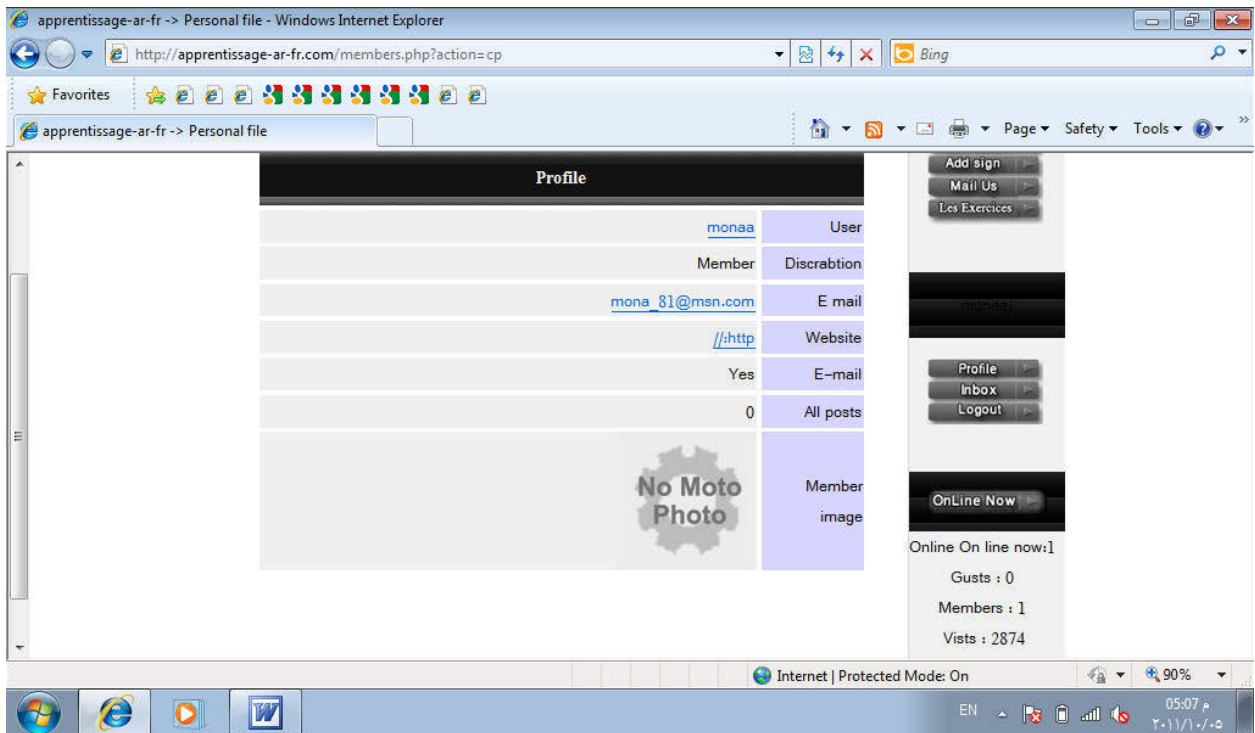 apprentissage-ar-fr -> Personal file - Windows Internet Explorer
http://apprentissage-ar-fr.com/members.php?action=cp
Bing
Favorites
apprentissage-ar-fr -> Personal file
Page
Safety
Tools
Profile
monaa User
Member Discrabtion
mona_81@msn.com E mail
//:http Website
Yes E-mail
0 All posts
No Moto
Photo
Member
image
Add sign
Mail Us
Les Exercices
Profile
Inbox
Logout
OnLine Now
Online On line now:1
Gusts : 0
Members : 1
Vists : 2874
Internet | Protected Mode: On
90%
EN
05:07 م
٢٠١١/١٠/٠٥